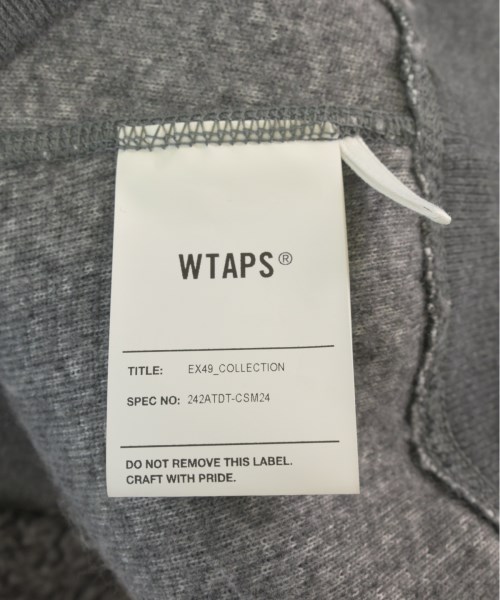 WTAPS®
TITLE: EX49_COLLECTION
SPEC NO: 242ATDT-CSM24
DO NOT REMOVE THIS LABEL.
CRAFT WITH PRIDE.